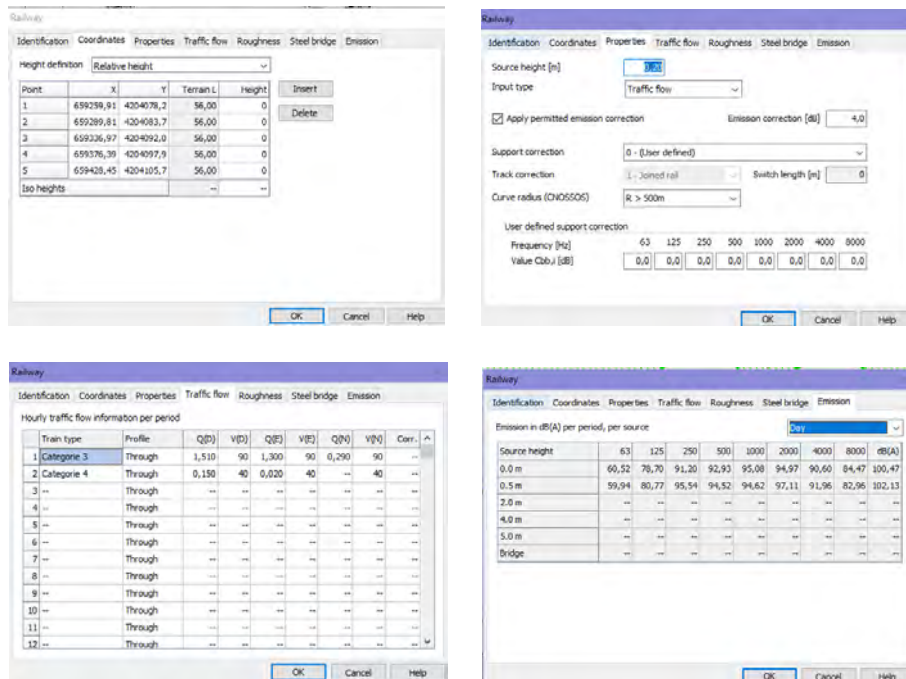 Railway
Identification Coordinates Properties Traffic flow Roughness Steel bridge Emission
Height definition Relative height
Point X Y Terrain L Height Insert
1 659259,91 4204078,2 56,00 0
Delete
2 659289,81 4204083,7 56,00 0
3 659336,97 4204092,0 56,00 0
4 659376,39 4204097,9 56,00 0
5 659428,45 4204105,7 56,00 0
Iso heights -- --
OK Cancel Help
Railway
Identification Coordinates Properties Traffic flow Roughness Steel bridge Emission
Source height [m] 0,20
Input type Traffic flow
Apply permitted emission correction Emission correction [dB] 4,0
Support correction 0 - (User defined)
Track correction 1 - Joined rail Switch length [m] 0
Curve radius (CNOSSOS) R > 500m
User defined support correction
Frequency [Hz] 63 125 250 500 1000 2000 4000 8000
Value Cbb,i [dB] 0,0 0,0 0,0 0,0 0,0 0,0 0,0 0,0
OK Cancel Help
Railway
Identification Coordinates Properties Traffic flow Roughness Steel bridge Emission
Hourly traffic flow information per period
Train type Profile Q(D) V(D) Q(E) V(E) Q(N) V(N) Corr.
1 Categorie 3 Through 1,510 90 1,300 90 0,290 90 --
2 Categorie 4 Through 0,150 40 0,020 40 -- 40 --
3 -- Through -- -- -- -- -- -- --
4 -- Through -- -- -- -- -- -- --
5 -- Through -- -- -- -- -- -- --
6 -- Through -- -- -- -- -- -- --
7 -- Through -- -- -- -- -- -- --
8 -- Through -- -- -- -- -- -- --
9 -- Through -- -- -- -- -- -- --
10 -- Through -- -- -- -- -- -- --
11 -- Through -- -- -- -- -- -- --
12 -- Through -- -- -- -- -- -- --
OK Cancel Help
Railway
Identification Coordinates Properties Traffic flow Roughness Steel bridge Emission
Emission in dB(A) per period, per source Day
Source height 63 125 250 500 1000 2000 4000 8000 dB(A)
0.0 m 60,52 78,70 91,20 92,93 95,08 94,97 90,60 84,47 100,47
0.5 m 59,94 80,77 95,54 94,52 94,62 97,11 91,96 82,96 102,13
2.0 m -- -- -- -- -- -- -- -- --
4.0 m -- -- -- -- -- -- -- -- --
5.0 m -- -- -- -- -- -- -- -- --
Bridge -- -- -- -- -- -- -- -- --
OK Cancel Help